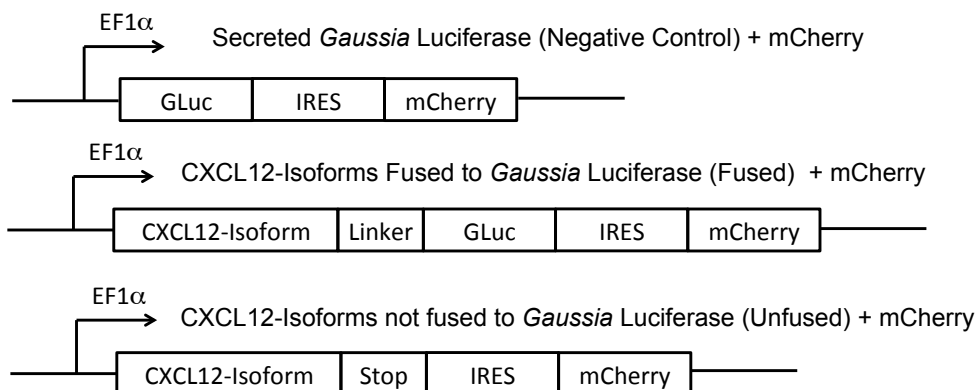 EF1α
Secreted Gaussia Luciferase (Negative Control) + mCherry
GLuc IRES mCherry
EF1α
CXCL12-Isoforms Fused to Gaussia Luciferase (Fused) + mCherry
CXCL12-Isoform Linker GLuc IRES mCherry
EF1α
CXCL12-Isoforms not fused to Gaussia Luciferase (Unfused) + mCherry
CXCL12-Isoform Stop IRES mCherry